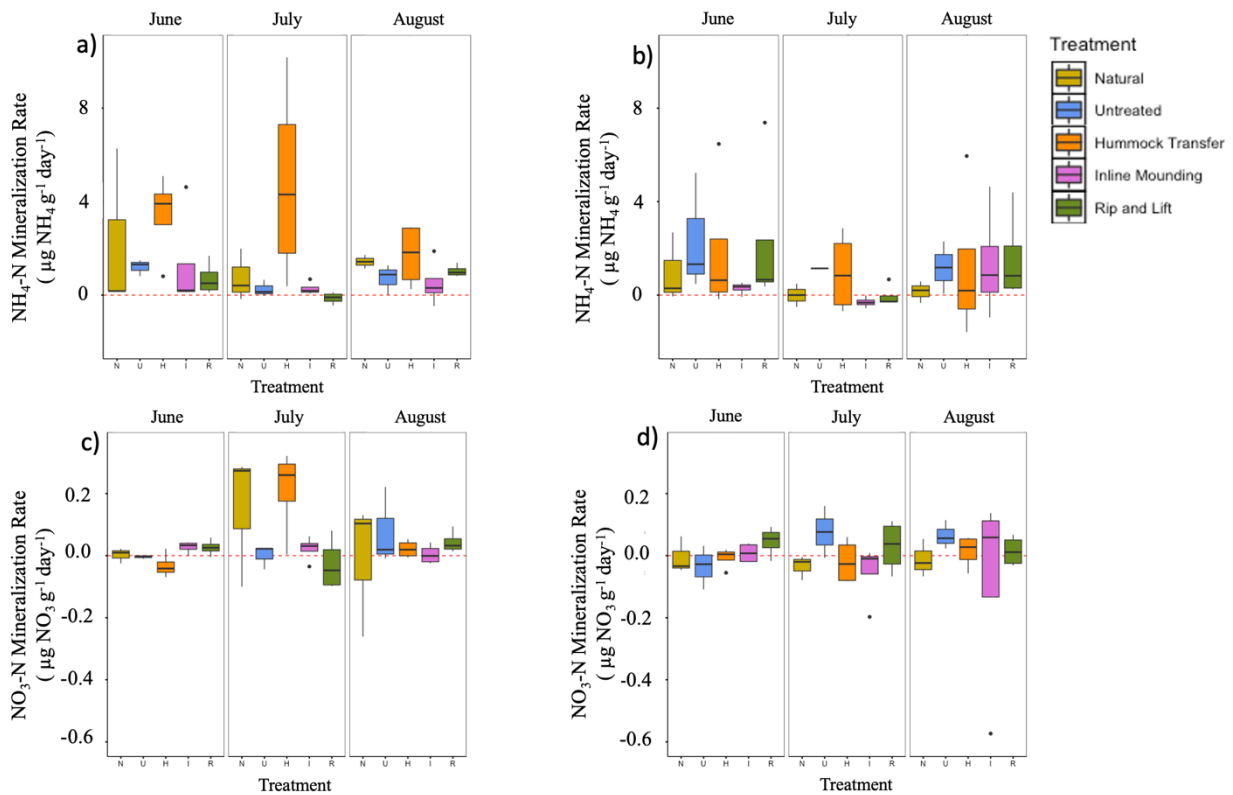 June July August
a)
8
4
0
NH4-N Mineralization Rate
( µg NH4 g-1 day-1)
N U H I R N U H I R N U H I R
Treatment
June July August
b)
8
4
0
NH4-N Mineralization Rate
( µg NH4 g-1 day-1)
N U H I R N U H I R N U H I R
Treatment
Treatment
Natural
Untreated
Hummock Transfer
Inline Mounding
Rip and Lift
June July August
c)
0.2
0.0
-0.2
-0.4
-0.6
NO3-N Mineralization Rate
( µg NO3 g-1 day-1)
N U H I R N U H I R N U H I R
Treatment
June July August
d)
0.2
0.0
-0.2
-0.4
-0.6
NO3-N Mineralization Rate
( µg NO3 g-1 day-1)
N U H I R N U H I R N U H I R
Treatment